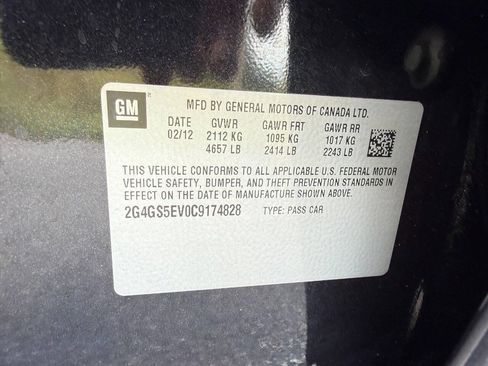 GM MFD BY GENERAL MOTORS OF CANADA LTD.
DATE GVWR GAWR FRT GAWR RR
02/12 2112 KG 1095 KG 1017 KG
4657 LB 2414 LB 2243 LB
THIS VEHICLE CONFORMS TO ALL APPLICABLE U.S. FEDERAL MOTOR
VEHICLE SAFETY, BUMPER, AND THEFT PREVENTION STANDARDS IN
EFFECT ON THE DATE OF MANUFACTURE SHOWN ABOVE.
2G4GS5EV0C9174828 TYPE: PASS CAR